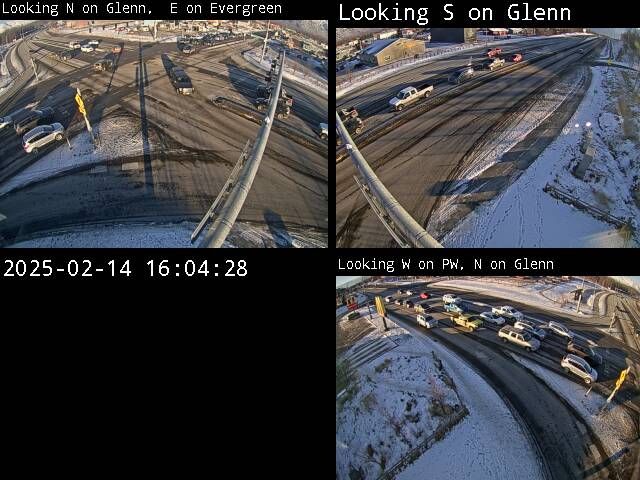 Looking N on Glenn,  E on Evergreen
Looking S on Glenn
2025-02-14 16:04:28
Looking W on PW, N on Glenn